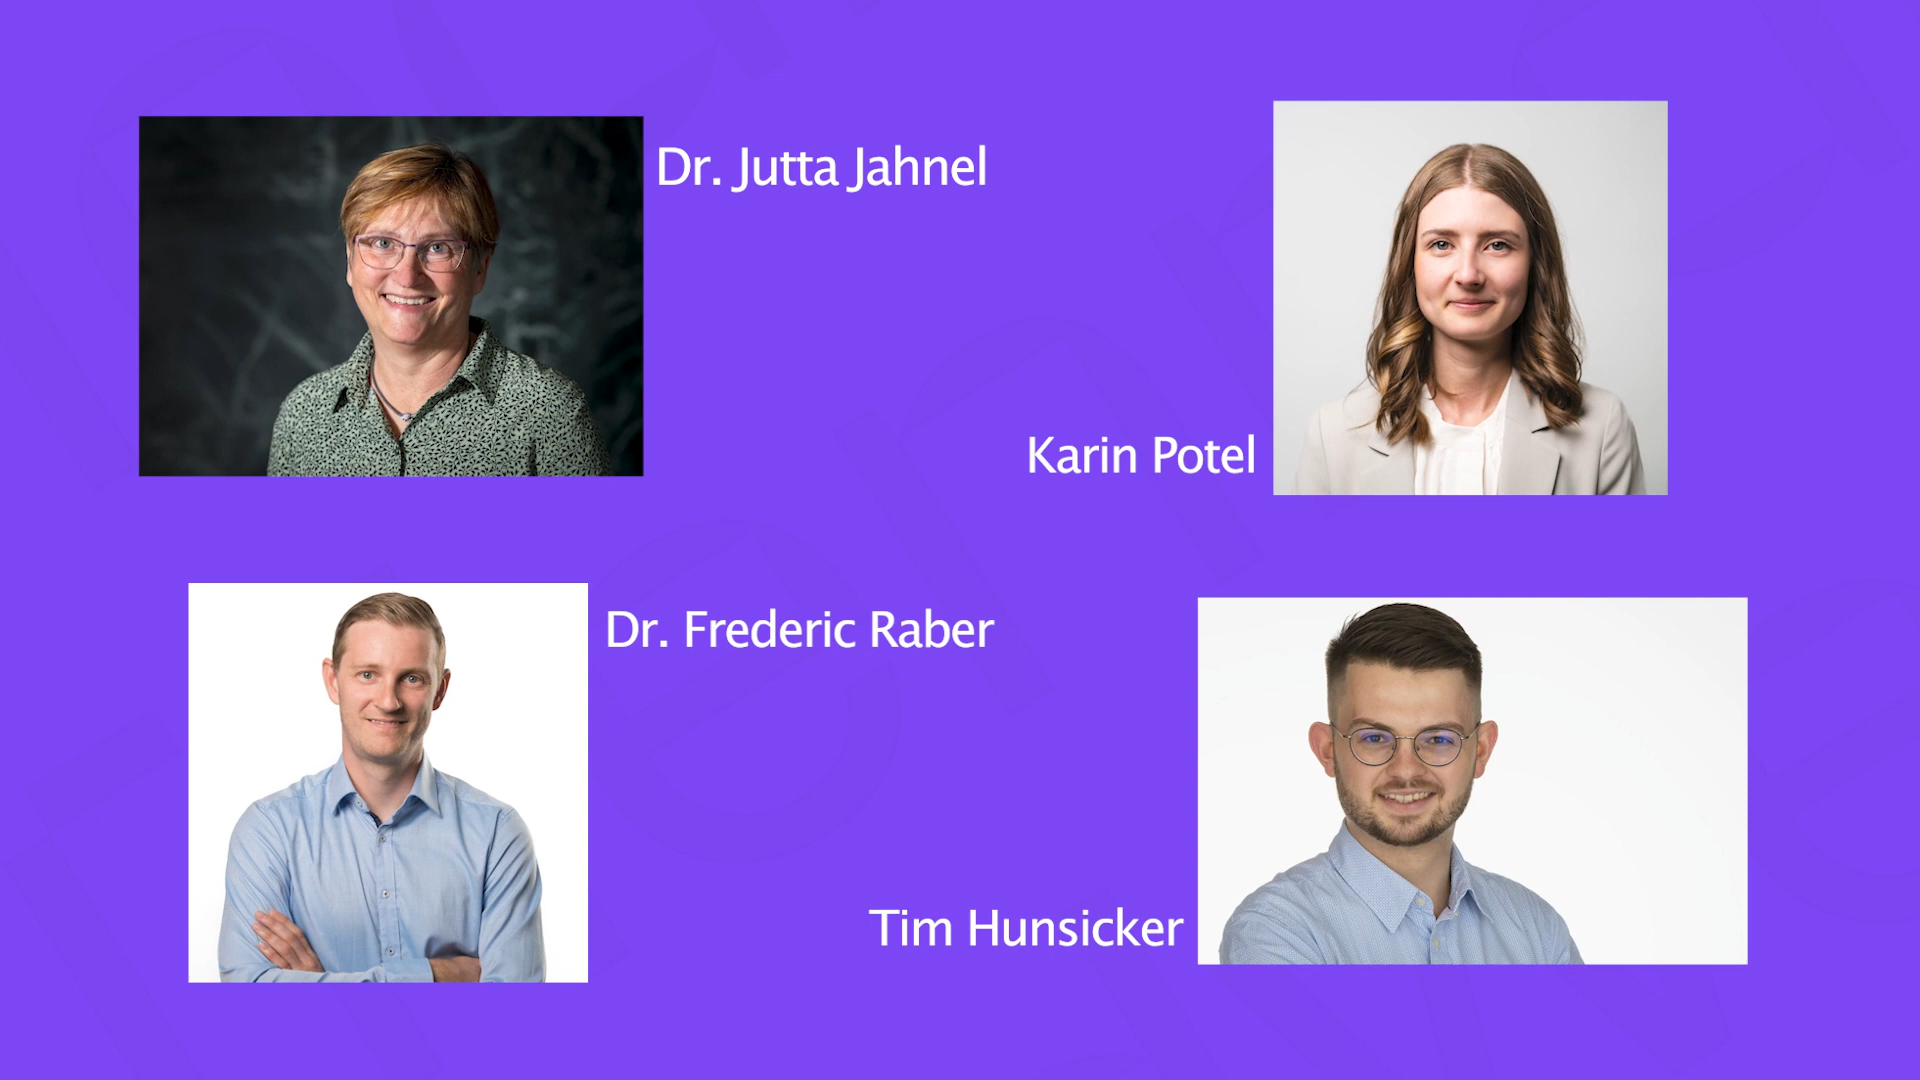 Dr. Jutta Jahnel
Karin Potel
Dr. Frederic Raber
Tim Hunsicker